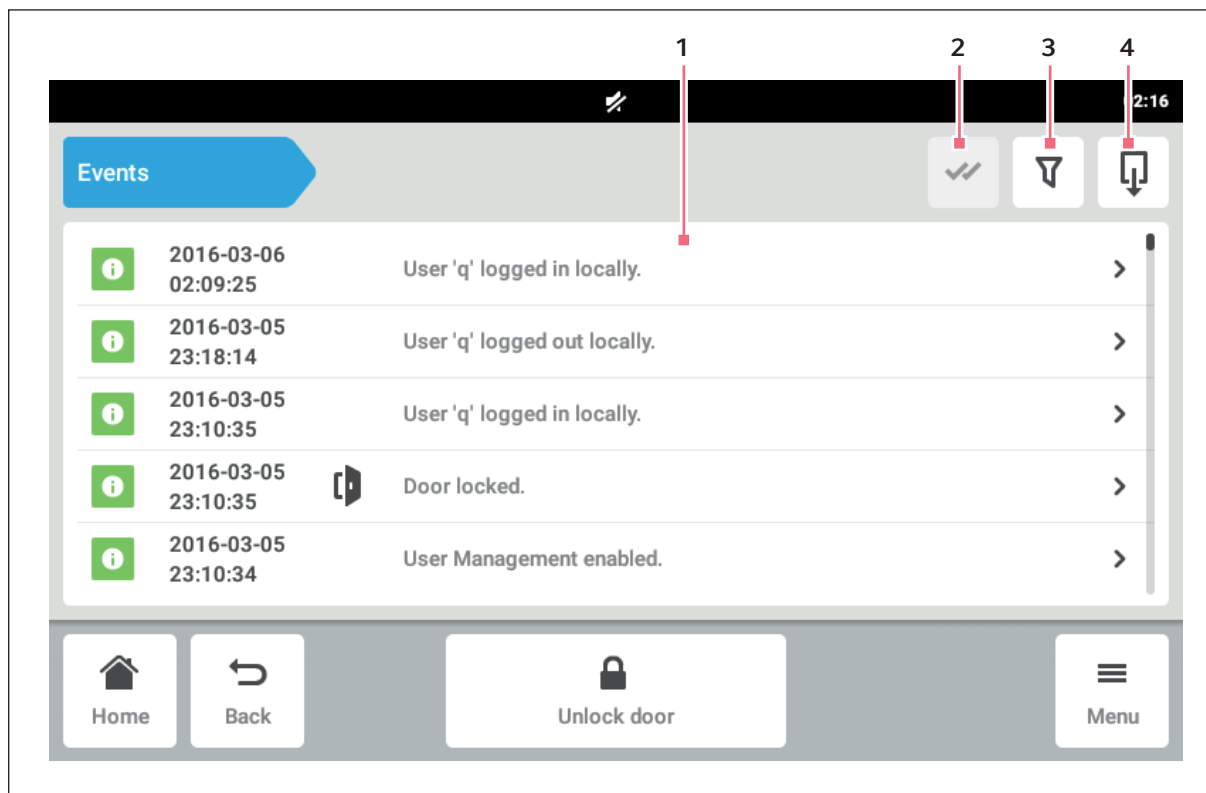 1 2 3 4
02:16
Events
2016-03-06
02:09:25
User 'q' logged in locally.
2016-03-05
23:18:14
User 'q' logged out locally.
2016-03-05
23:10:35
User 'q' logged in locally.
2016-03-05
23:10:35
Door locked.
2016-03-05
23:10:34
User Management enabled.
Home
Back
Unlock door
Menu